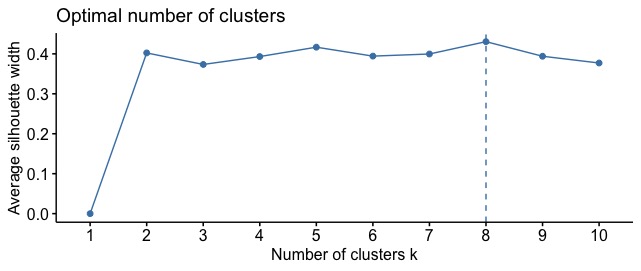 Optimal number of clusters
Average silhouette width
0.4
0.3
0.2
0.1
0.0
1 2 3 4 5 6 7 8 9 10
Number of clusters k